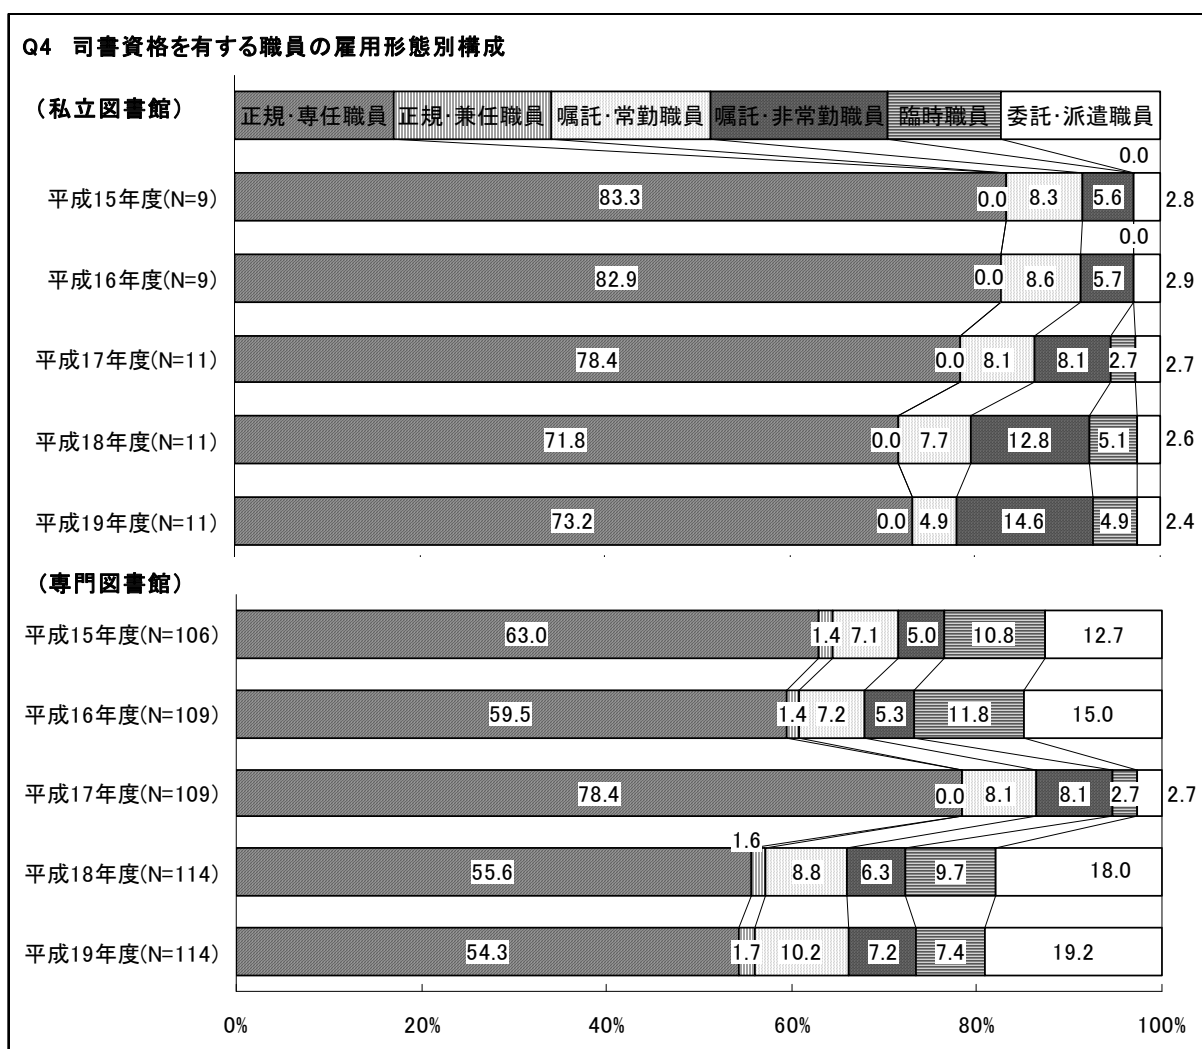 Q4 司書資格を有する職員の雇用形態別構成
(私立図書館)
正規・専任職員 正規・兼任職員 嘱託・常勤職員 嘱託・非常勤職員 臨時職員 委託・派遣職員
0.0
平成15年度(N=9) 83.3 0.0 8.3 5.6 2.8
0.0
平成16年度(N=9) 82.9 0.0 8.6 5.7 2.9
平成17年度(N=11) 78.4 0.0 8.1 8.1 2.7 2.7
平成18年度(N=11) 71.8 0.0 7.7 12.8 5.1 2.6
平成19年度(N=11) 73.2 0.0 4.9 14.6 4.9 2.4
(専門図書館)
平成15年度(N=106) 63.0 1.4 7.1 5.0 10.8 12.7
平成16年度(N=109) 59.5 1.4 7.2 5.3 11.8 15.0
平成17年度(N=109) 78.4 0.0 8.1 8.1 2.7 2.7
1.6
平成18年度(N=114) 55.6 8.8 6.3 9.7 18.0
平成19年度(N=114) 54.3 1.7 10.2 7.2 7.4 19.2
0% 20% 40% 60% 80% 100%